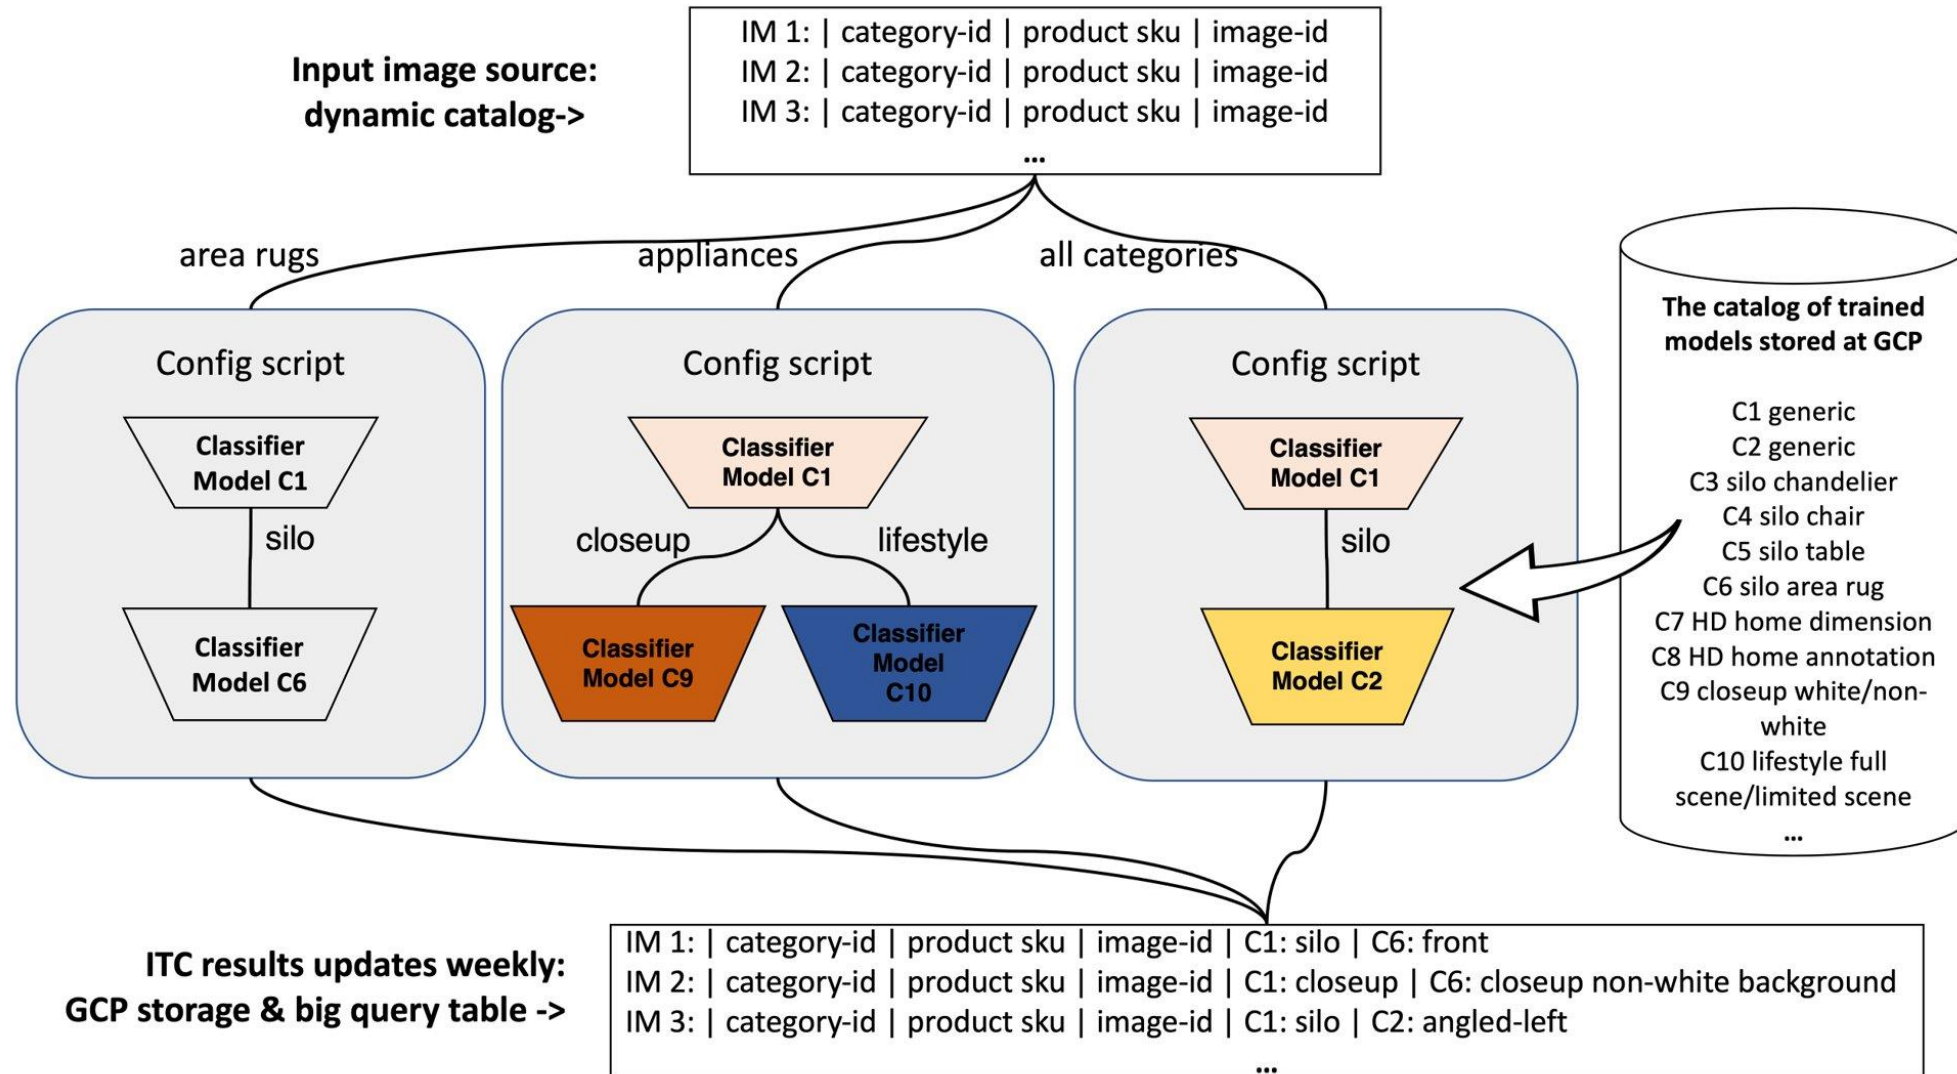 Input image source:
dynamic catalog->
IM 1: | category-id | product sku | image-id
IM 2: | category-id | product sku | image-id
IM 3: | category-id | product sku | image-id
...
area rugs
appliances
all categories
Config script
Classifier
Model C1
silo
Classifier
Model C6
Config script
Classifier
Model C1
closeup
lifestyle
Classifier
Model C9
Classifier
Model
C10
Config script
Classifier
Model C1
silo
Classifier
Model C2
The catalog of trained
models stored at GCP
C1 generic
C2 generic
C3 silo chandelier
C4 silo chair
C5 silo table
C6 silo area rug
C7 HD home dimension
C8 HD home annotation
C9 closeup white/non-
white
C10 lifestyle full
scene/limited scene
...
ITC results updates weekly:
GCP storage & big query table ->
IM 1: | category-id | product sku | image-id | C1: silo | C6: front
IM 2: | category-id | product sku | image-id | C1: closeup | C6: closeup non-white background
IM 3: | category-id | product sku | image-id | C1: silo | C2: angled-left
...